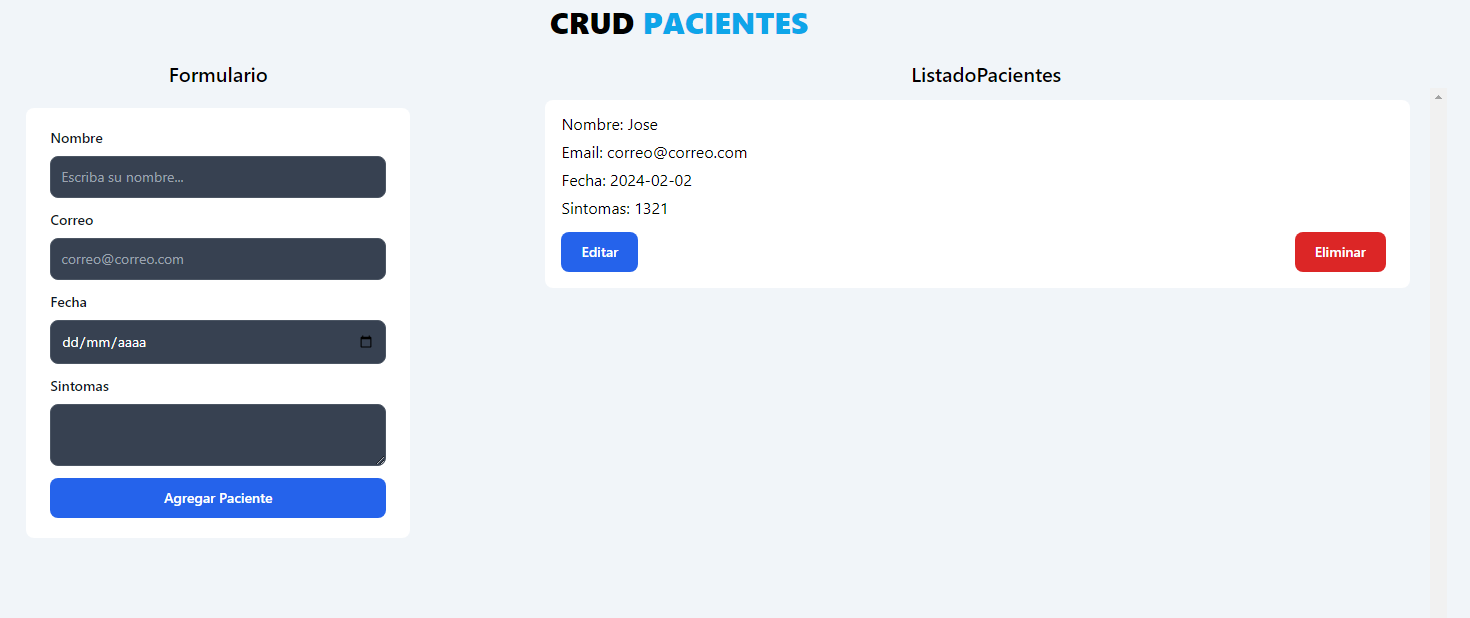 CRUD PACIENTES
Formulario
Nombre
Escriba su nombre...
Correo
correo@correo.com
Fecha
dd/mm/aaaa
Sintomas
Agregar Paciente
ListadoPacientes
Nombre: Jose
Email: correo@correo.com
Fecha: 2024-02-02
Sintomas: 1321
Editar
Eliminar